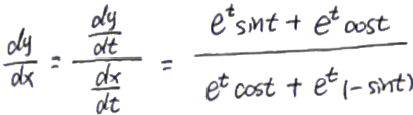 dy/dx = (dy/dt)/(dx/dt) = (e^t sint + e^t cost)/(e^t cost + e^t (-sint))